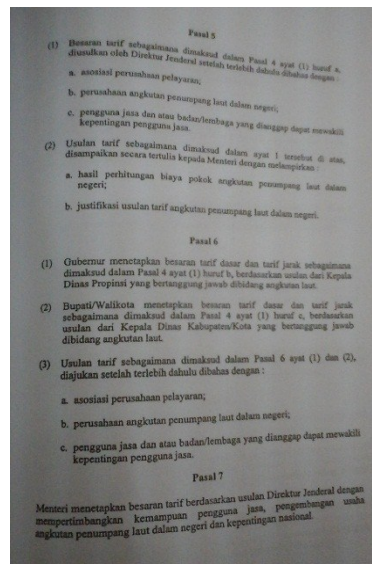 Pasal 5
(1) Besaran tarif sebagaimana dimaksud dalam Pasal 4 ayat (1) huruf a,
diusulkan oleh Direktur Jenderal setelah terlebih dahulu dibahas dengan :
a. asosiasi perusahaan pelayaran;
b. perusahaan angkutan penumpang laut dalam negeri;
c. pengguna jasa dan atau badan/lembaga yang dianggap dapat mewakili
kepentingan pengguna jasa.
(2) Usulan tarif sebagaimana dimaksud dalam ayat 1 tersebut di atas,
disampaikan secara tertulis kepada Menteri dengan melampirkan :
a. hasil perhitungan biaya pokok angkutan penumpang laut dalam
negeri;
b. justifikasi usulan tarif angkutan penumpang laut dalam negeri.
Pasal 6
(1) Gubernur menetapkan besaran tarif dasar dan tarif jarak sebagaimana
dimaksud dalam Pasal 4 ayat (1) huruf b, berdasarkan usulan dari Kepala
Dinas Propinsi yang bertanggung jawab dibidang angkutan laut.
(2) Bupati/Walikota menetapkan besaran tarif dasar dan tarif jarak
sebagaimana dimaksud dalam Pasal 4 ayat (1) huruf c, berdasarkan
usulan dari Kepala Dinas Kabupaten/Kota yang bertanggung jawab
dibidang angkutan laut.
(3) Usulan tarif sebagaimana dimaksud dalam Pasal 6 ayat (1) dan (2),
diajukan setelah terlebih dahulu dibahas dengan :
a. asosiasi perusahaan pelayaran;
b. perusahaan angkutan penumpang laut dalam negeri;
c. pengguna jasa dan atau badan/lembaga yang dianggap dapat mewakili
kepentingan pengguna jasa.
Pasal 7
Menteri menetapkan besaran tarif berdasarkan usulan Direktur Jenderal dengan
mempertimbangkan kemampuan pengguna jasa, pengembangan usaha
angkutan penumpang laut dalam negeri dan kepentingan nasional.